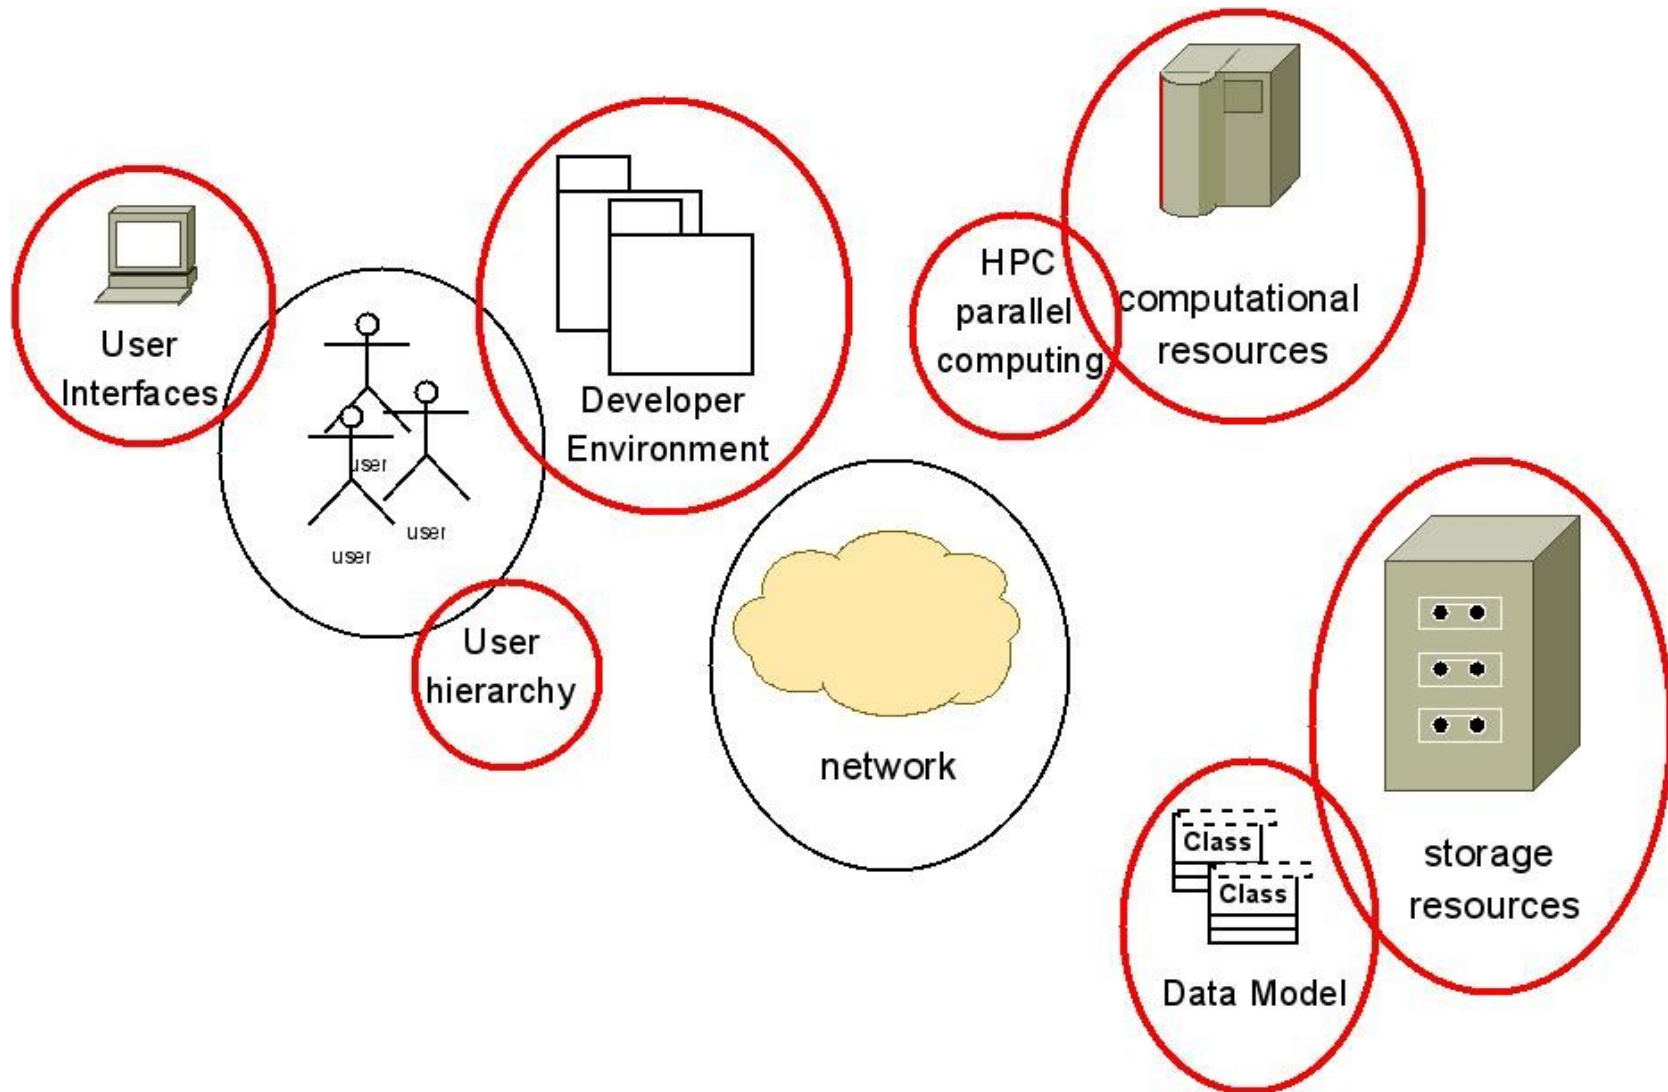 User
Interfaces
user
user
user
Developer
Environment
User
hierarchy
HPC
parallel
computing
computational
resources
network
Class
Class
Data Model
storage
resources